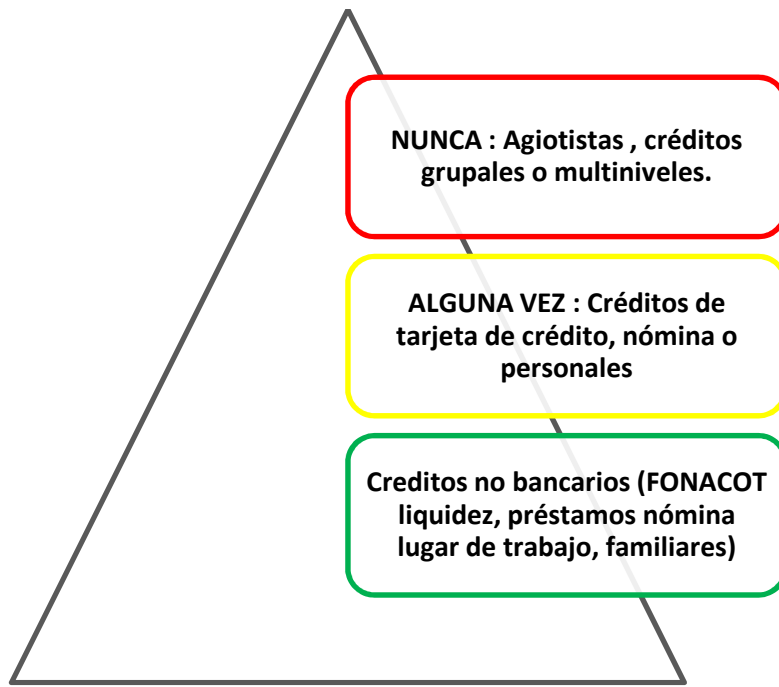 NUNCA : Agiotistas , créditos
grupales o multiniveles.
ALGUNA VEZ : Créditos de
tarjeta de crédito, nómina o
personales
Creditos no bancarios (FONACOT
liquidez, préstamos nómina
lugar de trabajo, familiares)